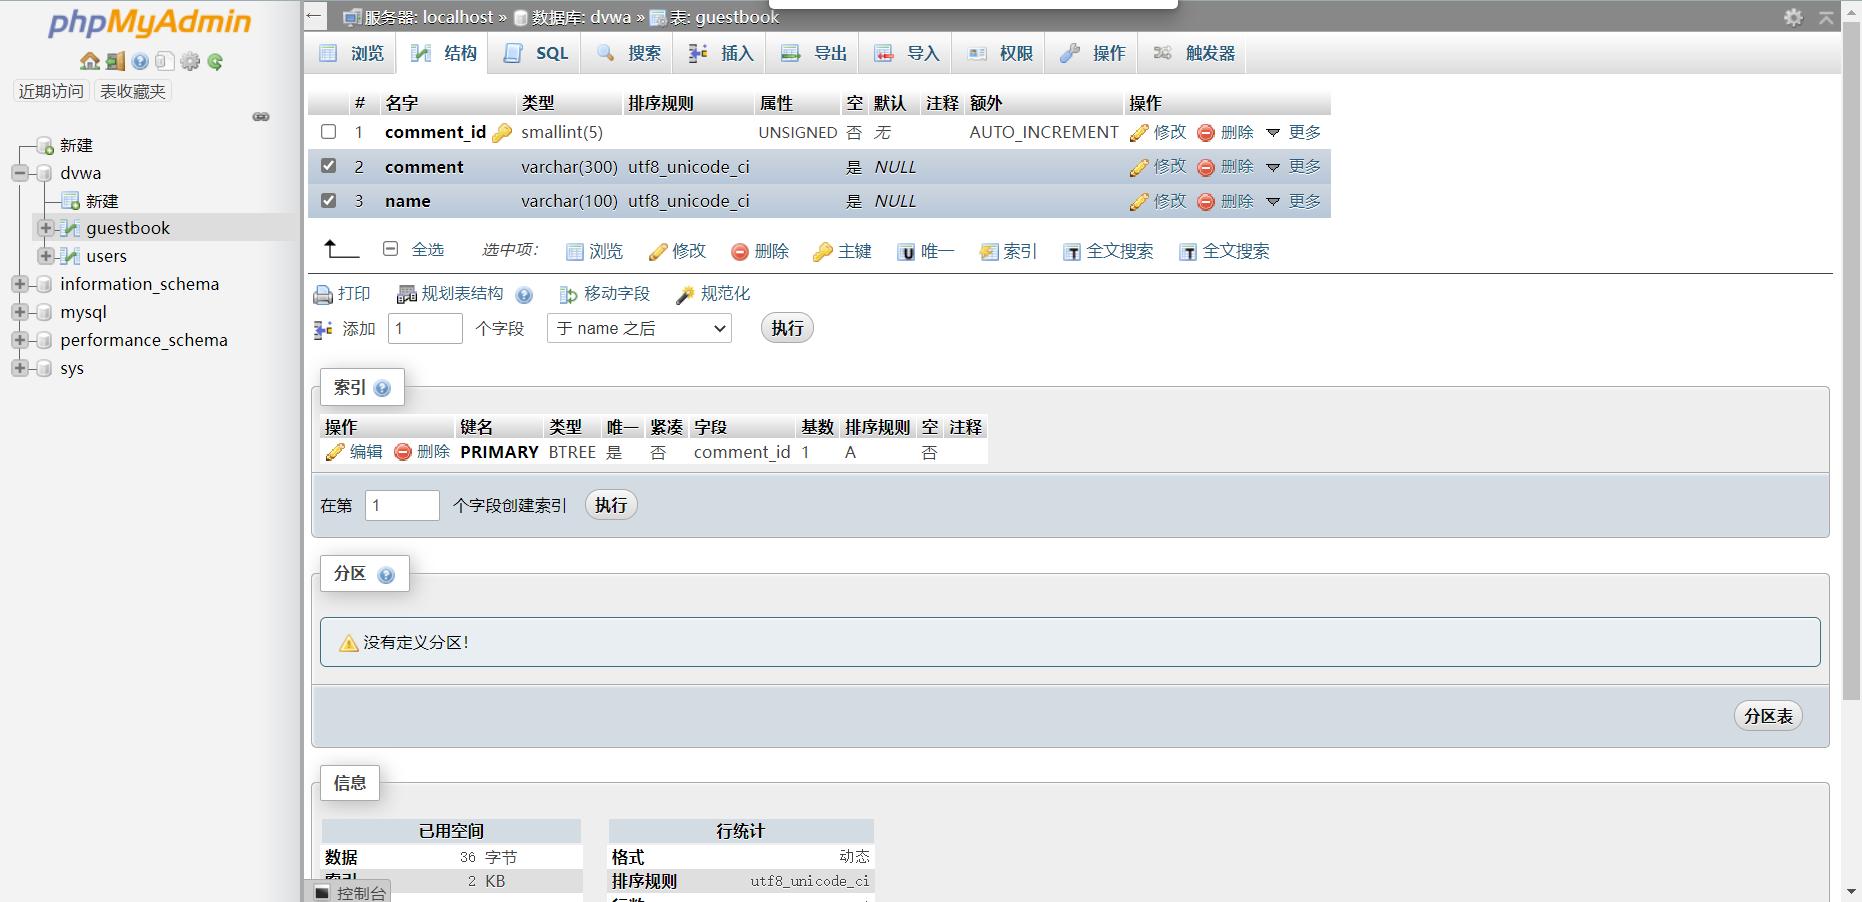 phpMyAdmin
近期访问 表收藏夹
新建
dvwa
新建
guestbook
users
information_schema
mysql
performance_schema
sys
服务器: localhost » 数据库: dvwa » 表: guestbook
浏览 结构 SQL 搜索 插入 导出 导入 权限 操作 触发器
# 名字 类型 排序规则 属性 空 默认 注释 额外 操作
1 comment_id smallint(5) UNSIGNED 否 无 AUTO_INCREMENT 修改 删除 更多
2 comment varchar(300) utf8_unicode_ci 是 NULL 修改 删除 更多
3 name varchar(100) utf8_unicode_ci 是 NULL 修改 删除 更多
全选 选中项: 浏览 修改 删除 主键 唯一 索引 全文搜索 全文搜索
打印 规划表结构 移动字段 规范化
添加 1 个字段 于 name 之后 执行
索引
操作 键名 类型 唯一 紧凑 字段 基数 排序规则 空 注释
编辑 删除 PRIMARY BTREE 是 否 comment_id 1 A 否
在第 1 个字段创建索引 执行
分区
没有定义分区!
分区表
信息
已用空间 行统计
数据 36 字节 格式 动态
索引 2 KB 排序规则 utf8_unicode_ci
控制台